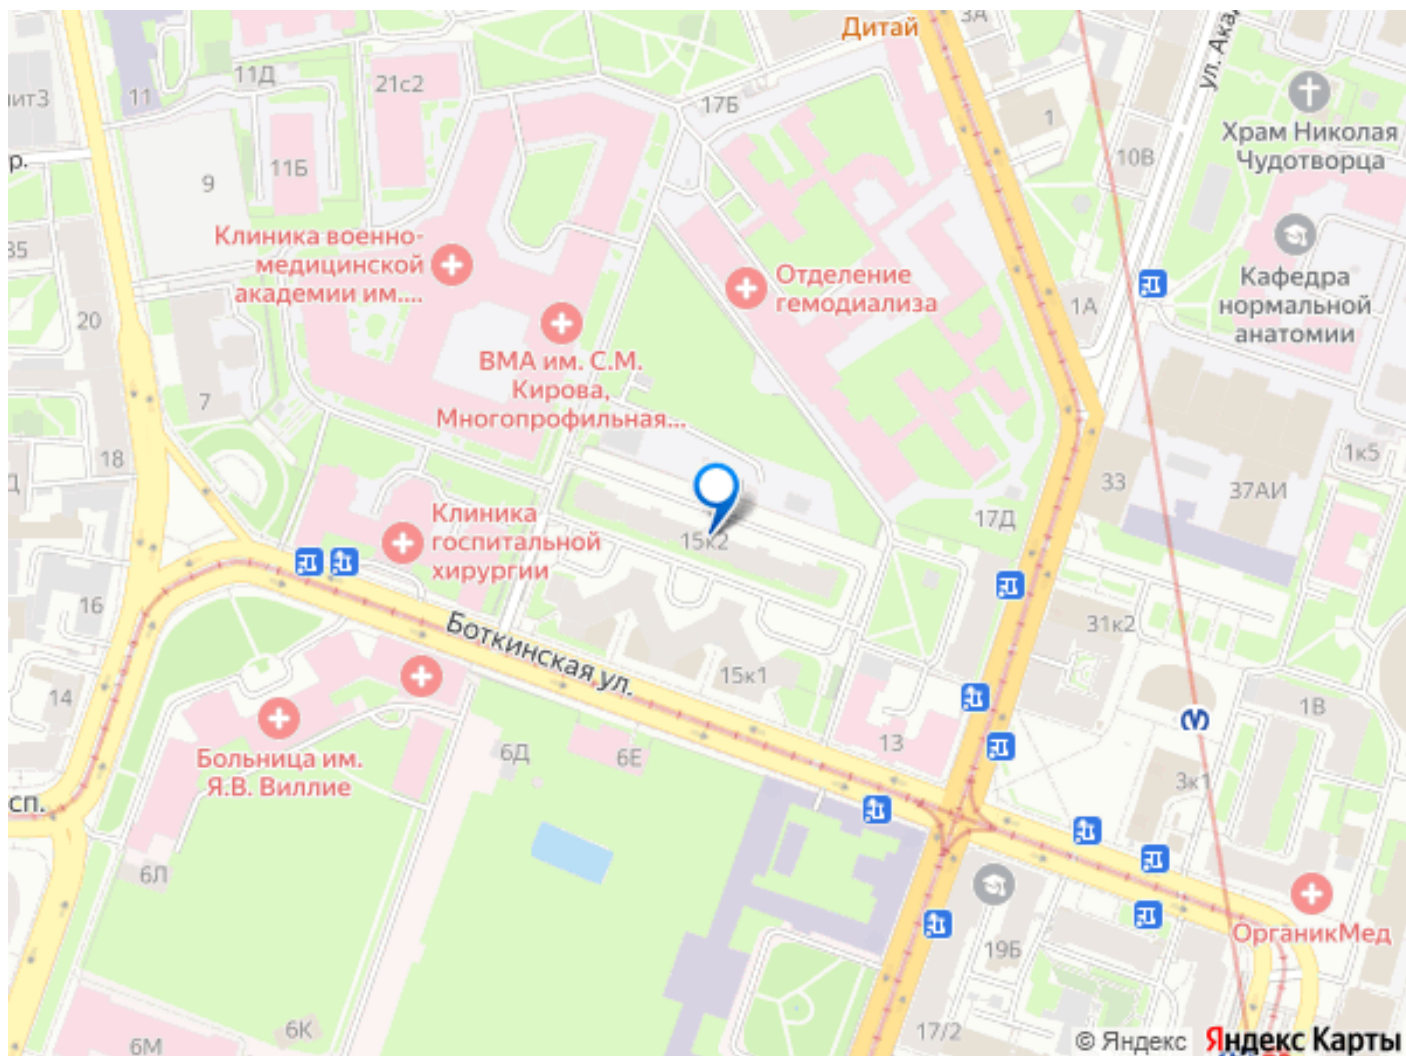 Дитай
3А
ул. Ака
11Д
21с2
11
17Б
1
Храм Николая
Чудотворца
р.
9
11Б
10В
35
Клиника военно-
медицинской
академии им....
Отделение
гемодиализа
Кафедра
нормальной
анатомии
1А
20
ВМА им. С.М.
Кирова,
Многопрофильная...
7
18
1к5
33
37АИ
17Д
Клиника
госпитальной
хирургии
15к2
16
Боткинская ул.
31к2
15к1
14
1В
13
6Д
6Е
Больница им.
Я.В. Виллие
3к1
сп.
6Л
ОрганикМед
19Б
6К
6М
17/2
© Яндекс Яндекс Карты